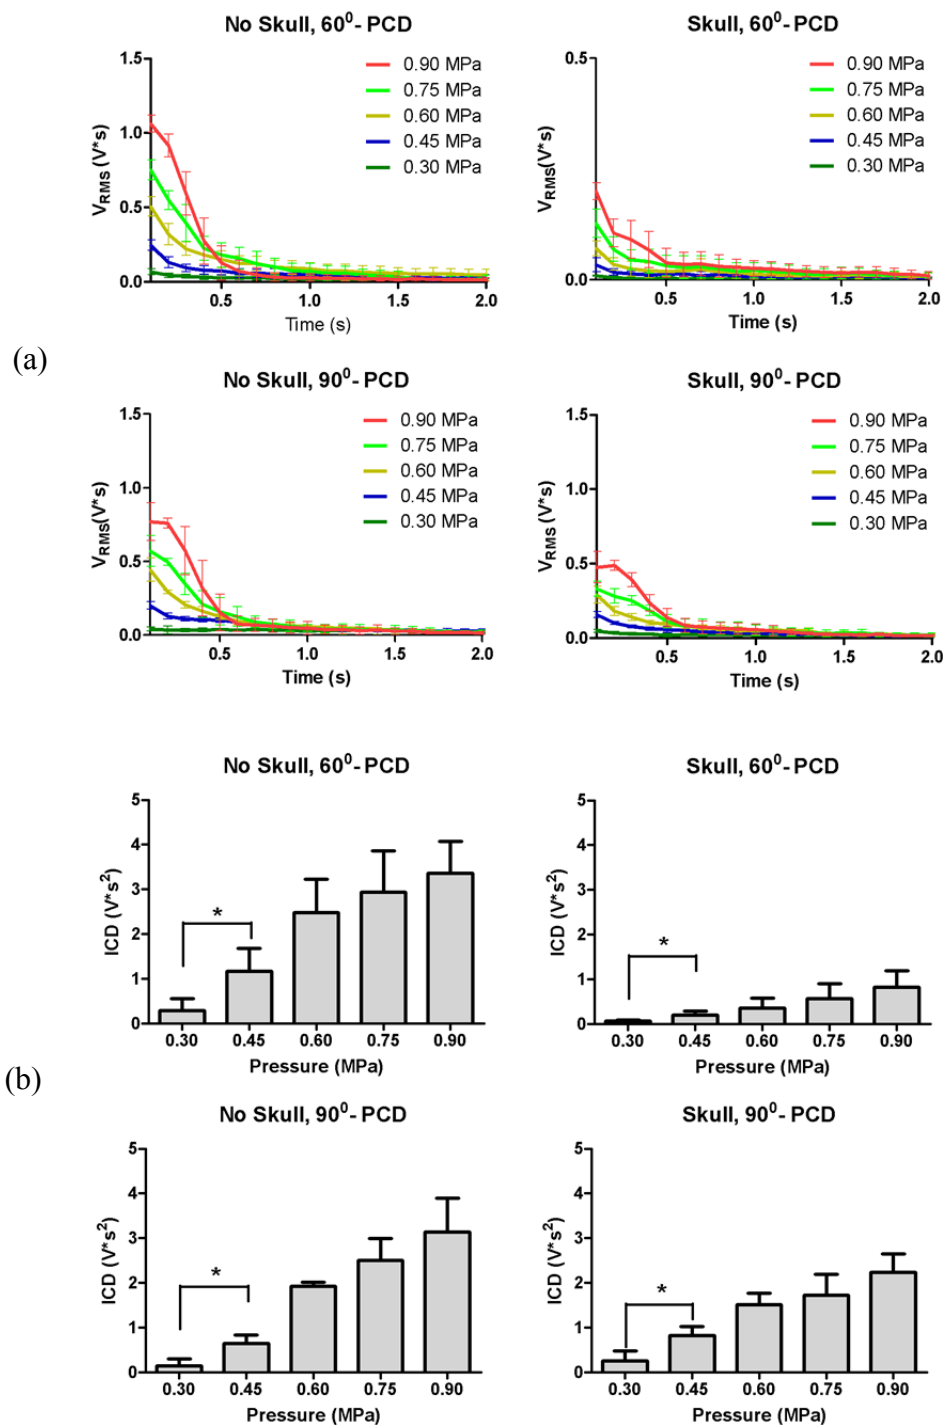 No Skull, 60⁰- PCD
1.5
1.0
0.5
0.0
V_RMS (V*s)
0.90 MPa
0.75 MPa
0.60 MPa
0.45 MPa
0.30 MPa
0.5 1.0 1.5 2.0
Time (s)
Skull, 60⁰- PCD
0.5
0.0
V_RMS(V*s)
0.90 MPa
0.75 MPa
0.60 MPa
0.45 MPa
0.30 MPa
0.5 1.0 1.5 2.0
Time (s)
(a)
No Skull, 90⁰- PCD
1.5
1.0
0.5
0.0
V_RMS(V*s)
0.90 MPa
0.75 MPa
0.60 MPa
0.45 MPa
0.30 MPa
0.5 1.0 1.5 2.0
Time (s)
Skull, 90⁰- PCD
1.5
1.0
0.5
0.0
V_RMS(V*s)
0.90 MPa
0.75 MPa
0.60 MPa
0.45 MPa
0.30 MPa
0.5 1.0 1.5 2.0
Time (s)
No Skull, 60⁰- PCD
5
4
3
2
1
0
ICD (V*s²)
*
0.30 0.45 0.60 0.75 0.90
Pressure (MPa)
Skull, 60⁰- PCD
5
4
3
2
1
0
ICD (V*s²)
*
0.30 0.45 0.60 0.75 0.90
Pressure (MPa)
(b)
No Skull, 90⁰- PCD
5
4
3
2
1
0
ICD (V*s²)
*
0.30 0.45 0.60 0.75 0.90
Pressure (MPa)
Skull, 90⁰- PCD
5
4
3
2
1
0
ICD (V*s²)
*
0.30 0.45 0.60 0.75 0.90
Pressure (MPa)